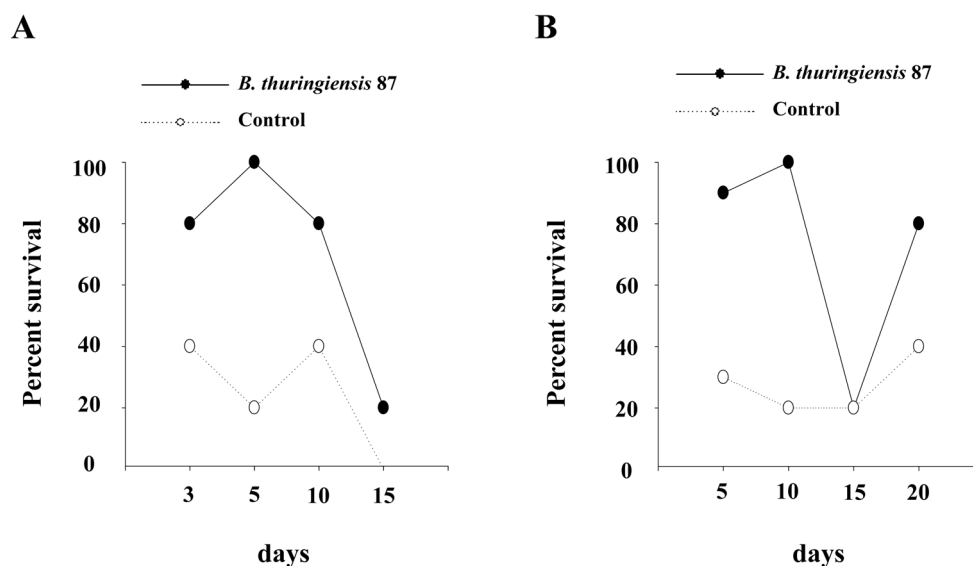 A
B. thuringiensis 87
Control
Percent survival
100
80
60
40
20
0
3 5 10 15
days
B
B. thuringiensis 87
Control
Percent survival
100
80
60
40
20
0
5 10 15 20
days